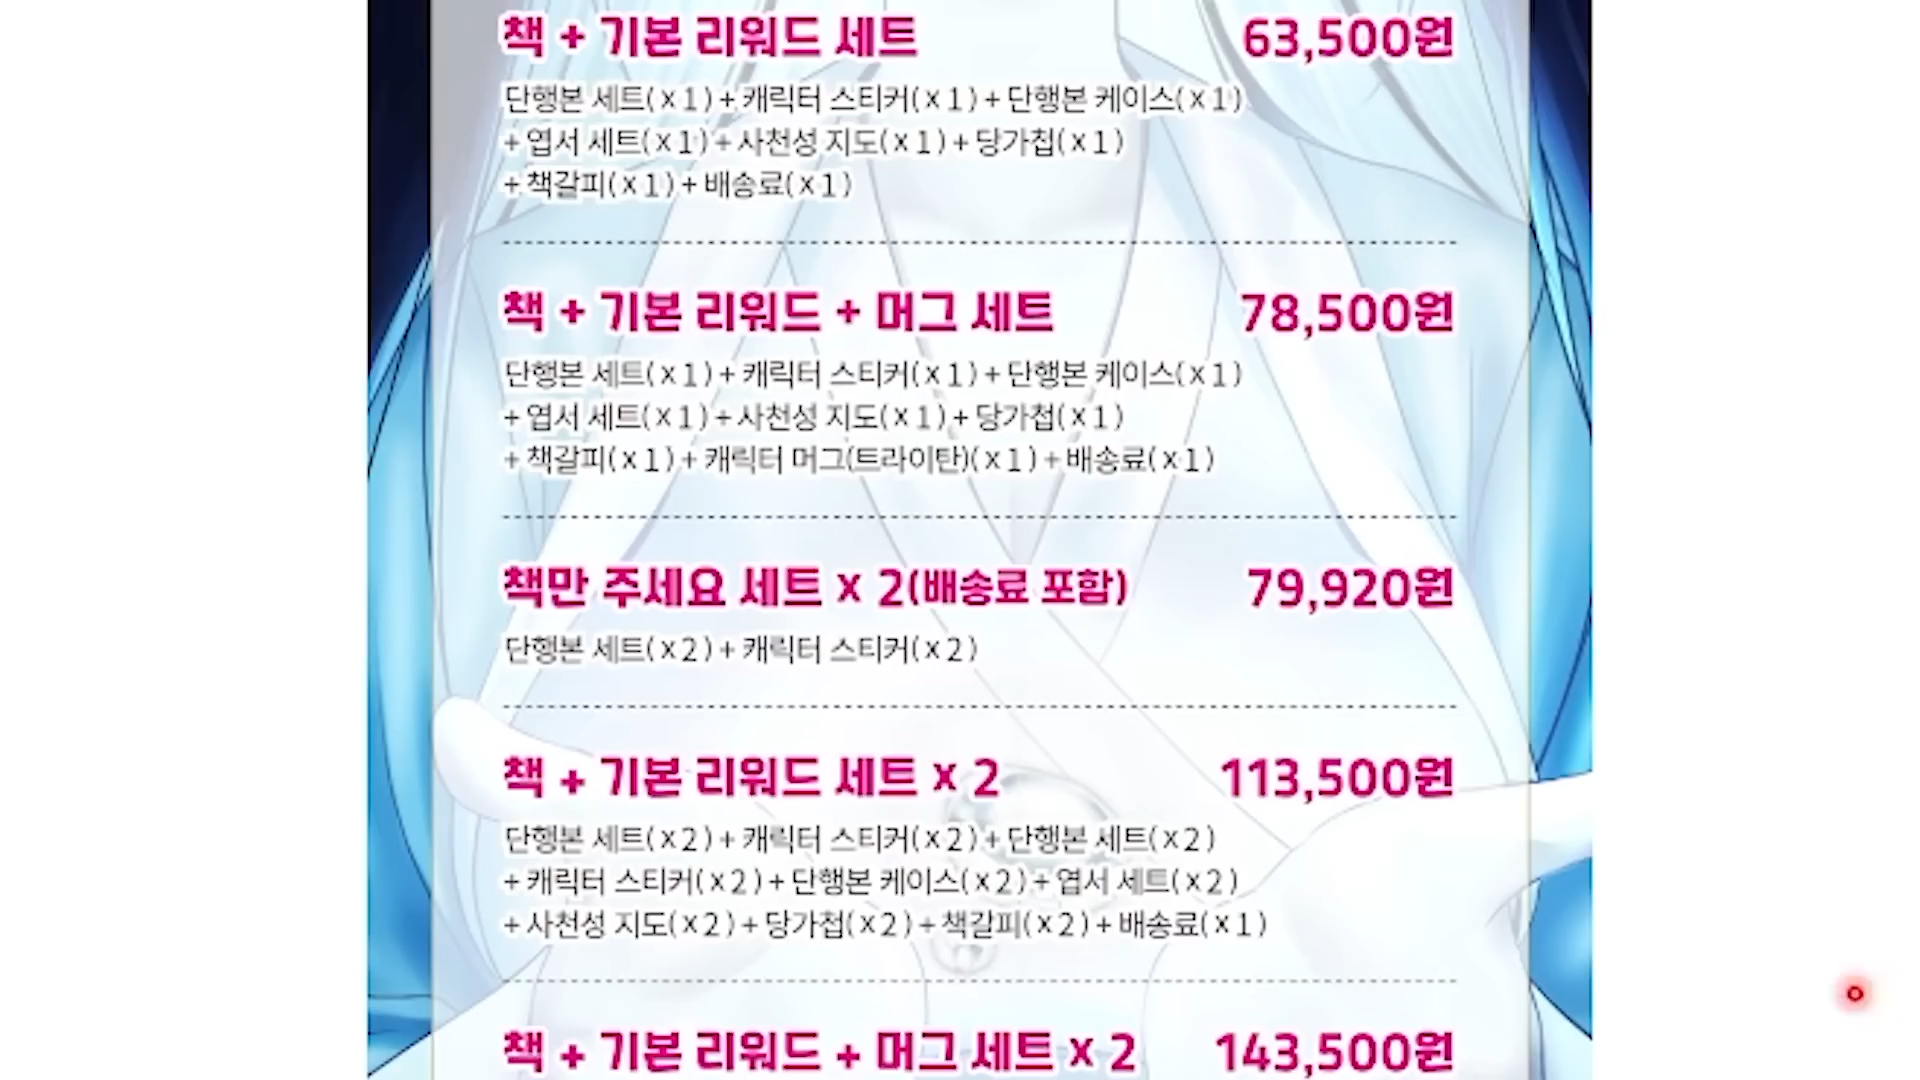 책 + 기본 리워드 세트 63,500원
단행본 세트(x1)+캐릭터 스티커(x1)+단행본 케이스(x1)
+엽서 세트(x1)+사천성 지도(x1)+당가첩(x1)
+책갈피(x1)+배송료(x1)
책 + 기본 리워드 + 머그 세트 78,500원
단행본 세트(x1)+캐릭터 스티커(x1)+단행본 케이스(x1)
+엽서 세트(x1)+사천성 지도(x1)+당가첩(x1)
+책갈피(x1)+캐릭터 머그(트라이탄)(x1)+배송료(x1)
책만 주세요 세트 x 2(배송료 포함) 79,920원
단행본 세트(x2)+캐릭터 스티커(x2)
책 + 기본 리워드 세트 x 2 113,500원
단행본 세트(x2)+캐릭터 스티커(x2)+단행본 세트(x2)
+캐릭터 스티커(x2)+단행본 케이스(x2)+엽서 세트(x2)
+사천성 지도(x2)+당가첩(x2)+책갈피(x2)+배송료(x1)
책 + 기본 리워드 + 머그 세트 x 2 143,500원